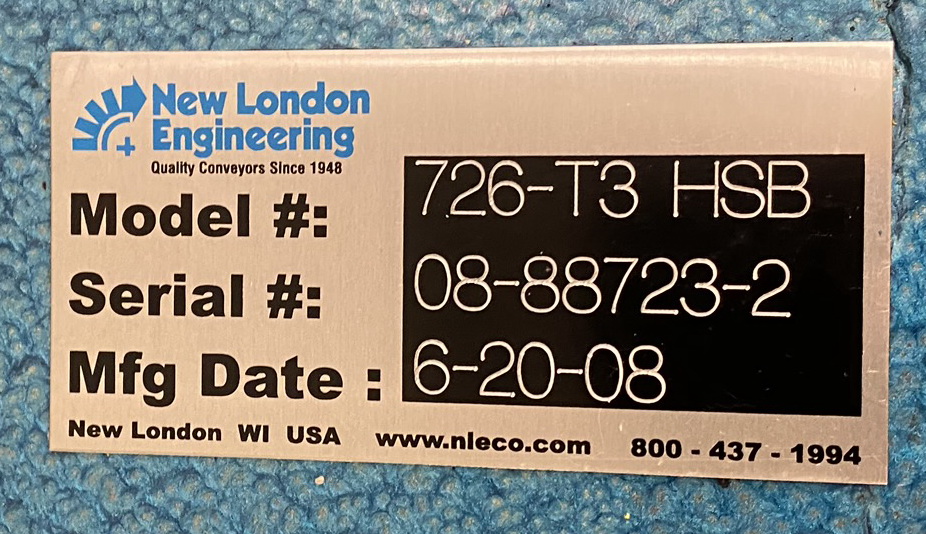 New London
Engineering
Quality Conveyors Since 1948
Model #: 726-T3 HSB
Serial #: 08-88723-2
Mfg Date : 6-20-08
New London WI USA www.nleco.com 800 - 437 - 1994